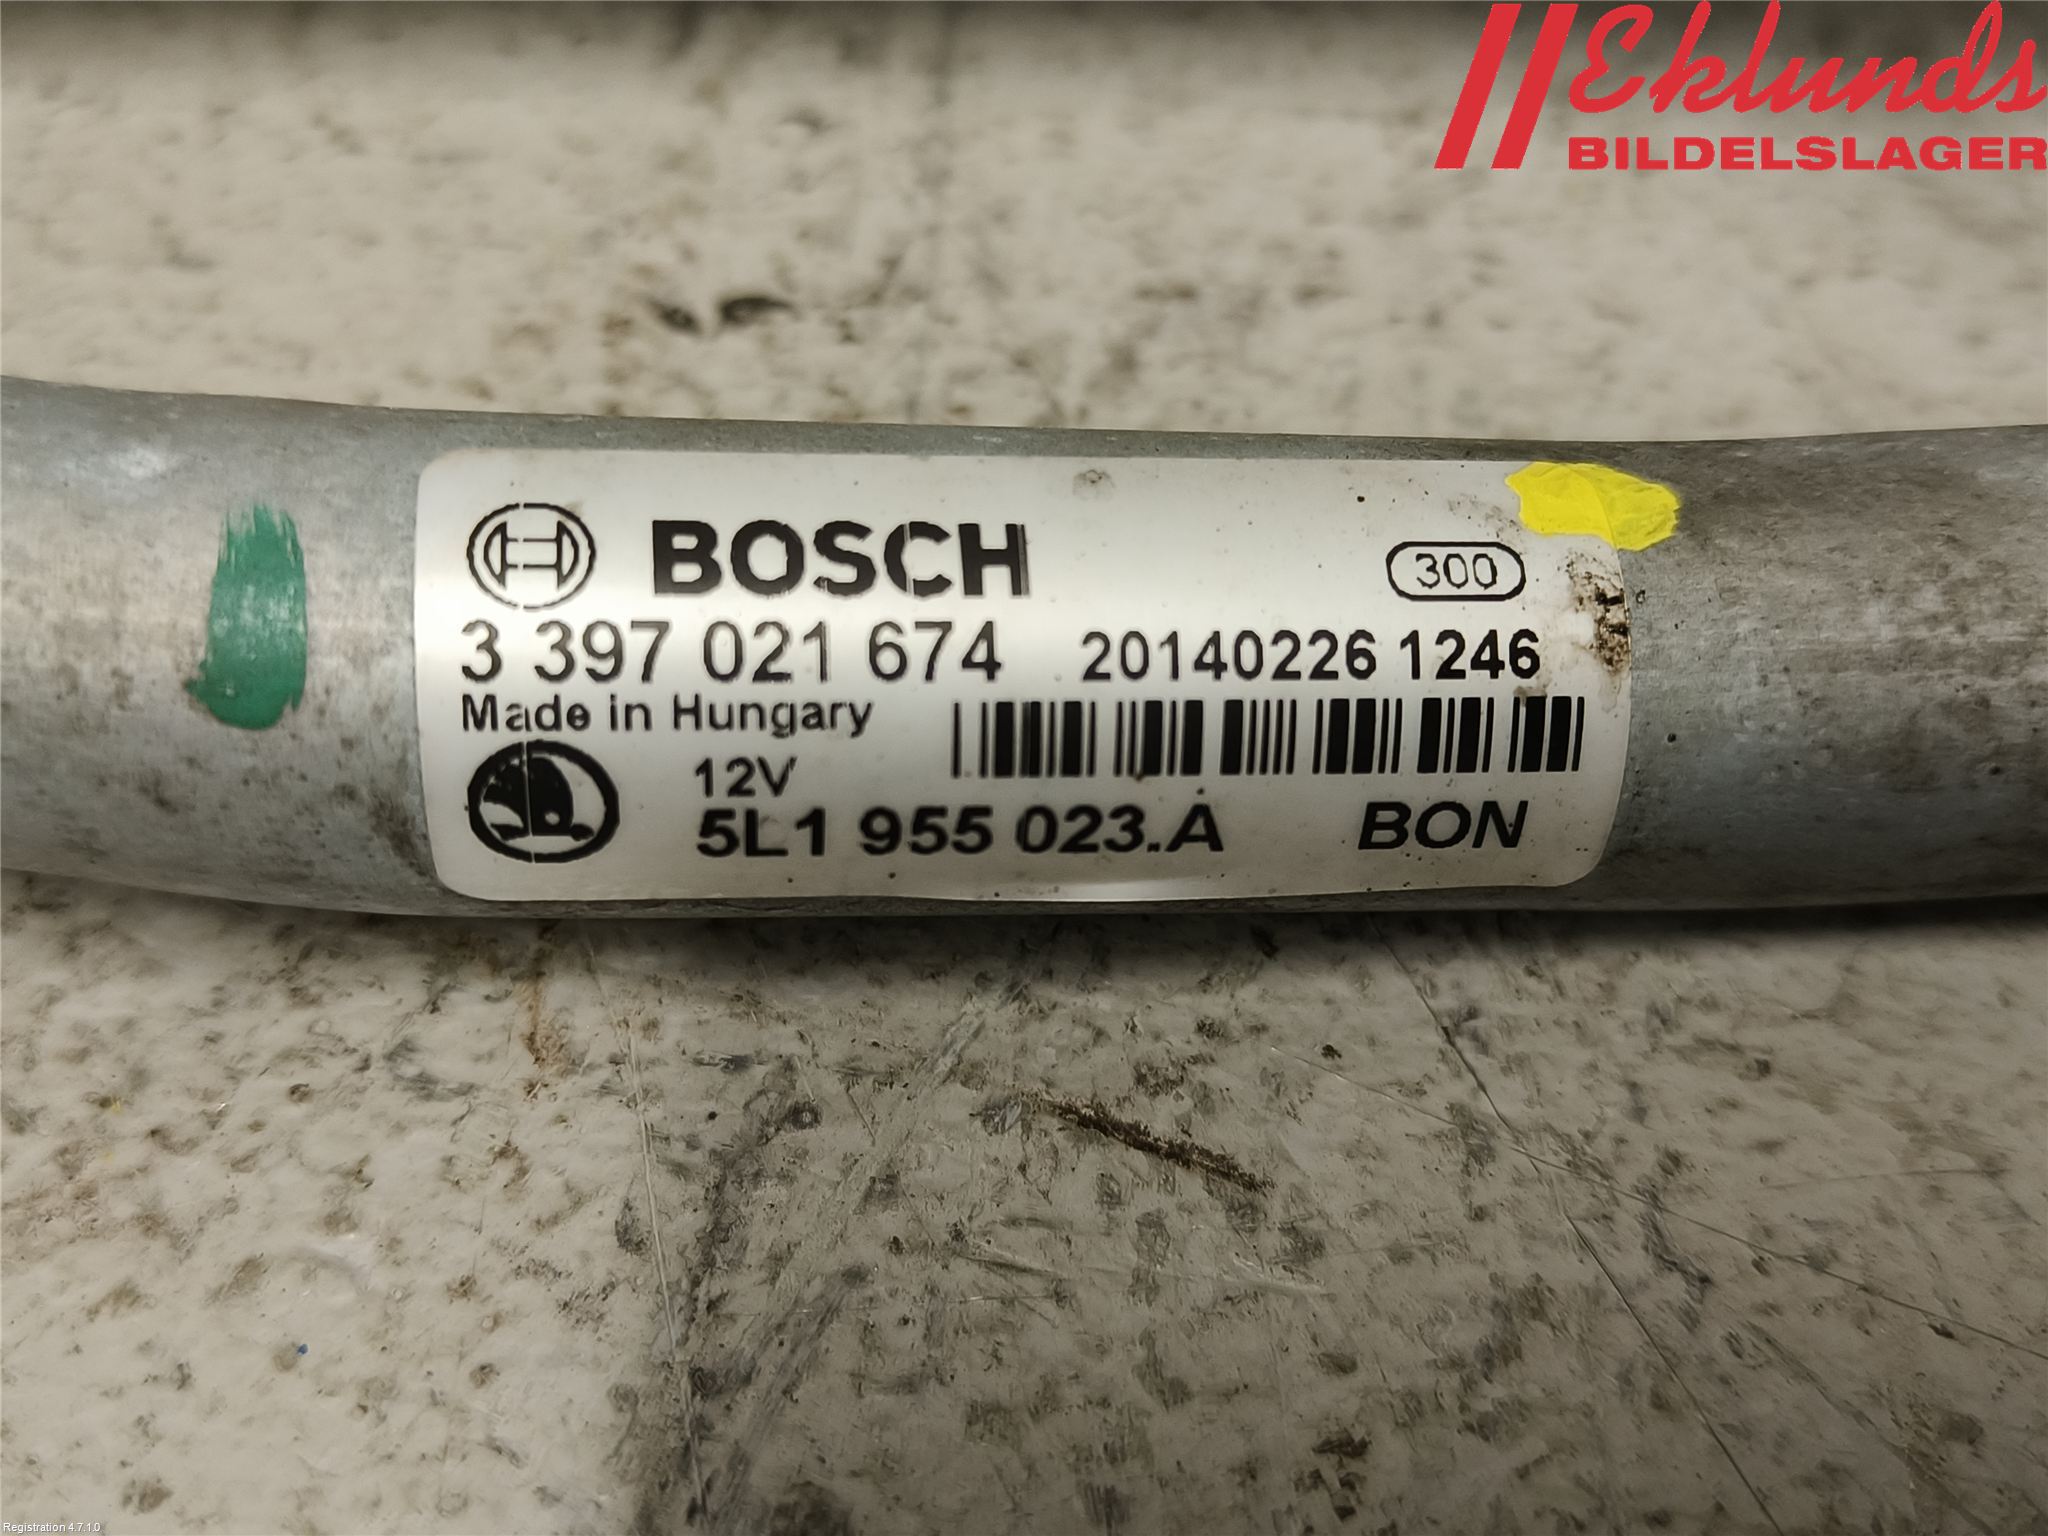 Eklunds
BILDELSLAGER
BOSCH
300
3 397 021 674 20140226 1246
Made in Hungary
12V
5L1 955 023.A BON
Registration 4.7.1.0